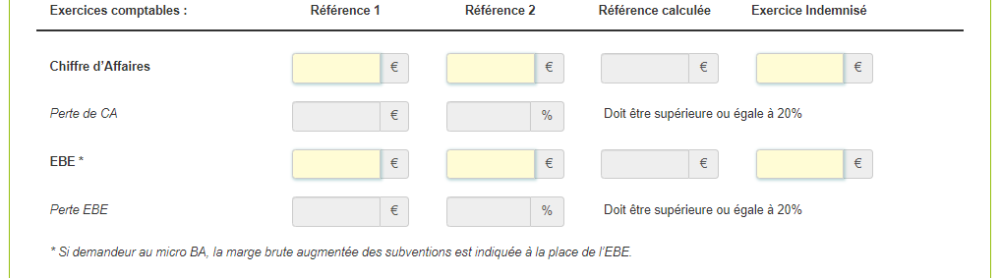 Exercices comptables : Référence 1 Référence 2 Référence calculée Exercice Indemnisé
Chiffre d'Affaires € € € €
Perte de CA € % Doit être supérieure ou égale à 20%
EBE * € € € €
Perte EBE € % Doit être supérieure ou égale à 20%
* Si demandeur au micro BA, la marge brute augmentée des subventions est indiquée à la place de l'EBE.